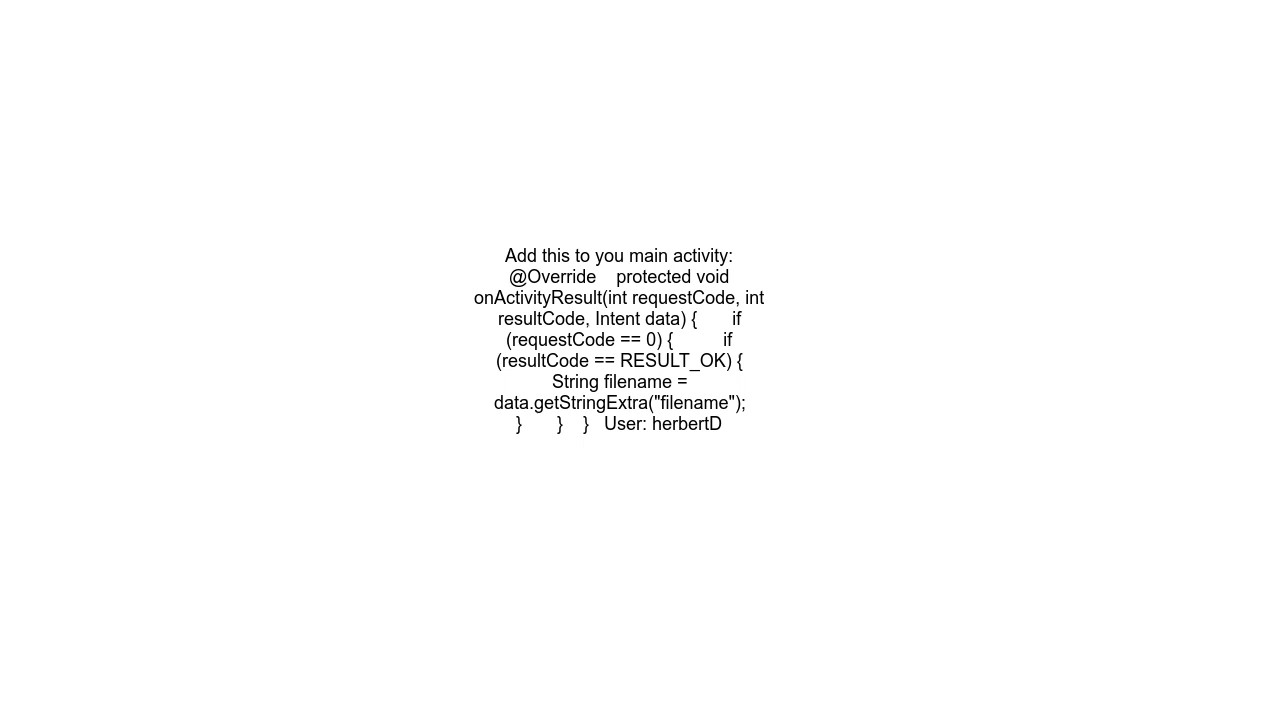 Add this to you main activity:
@Override    protected void
onActivityResult(int requestCode, int
resultCode, Intent data) {       if
(requestCode == 0) {          if
(resultCode == RESULT_OK) {
String filename =
data.getStringExtra("filename");
}       }    }   User: herbertD